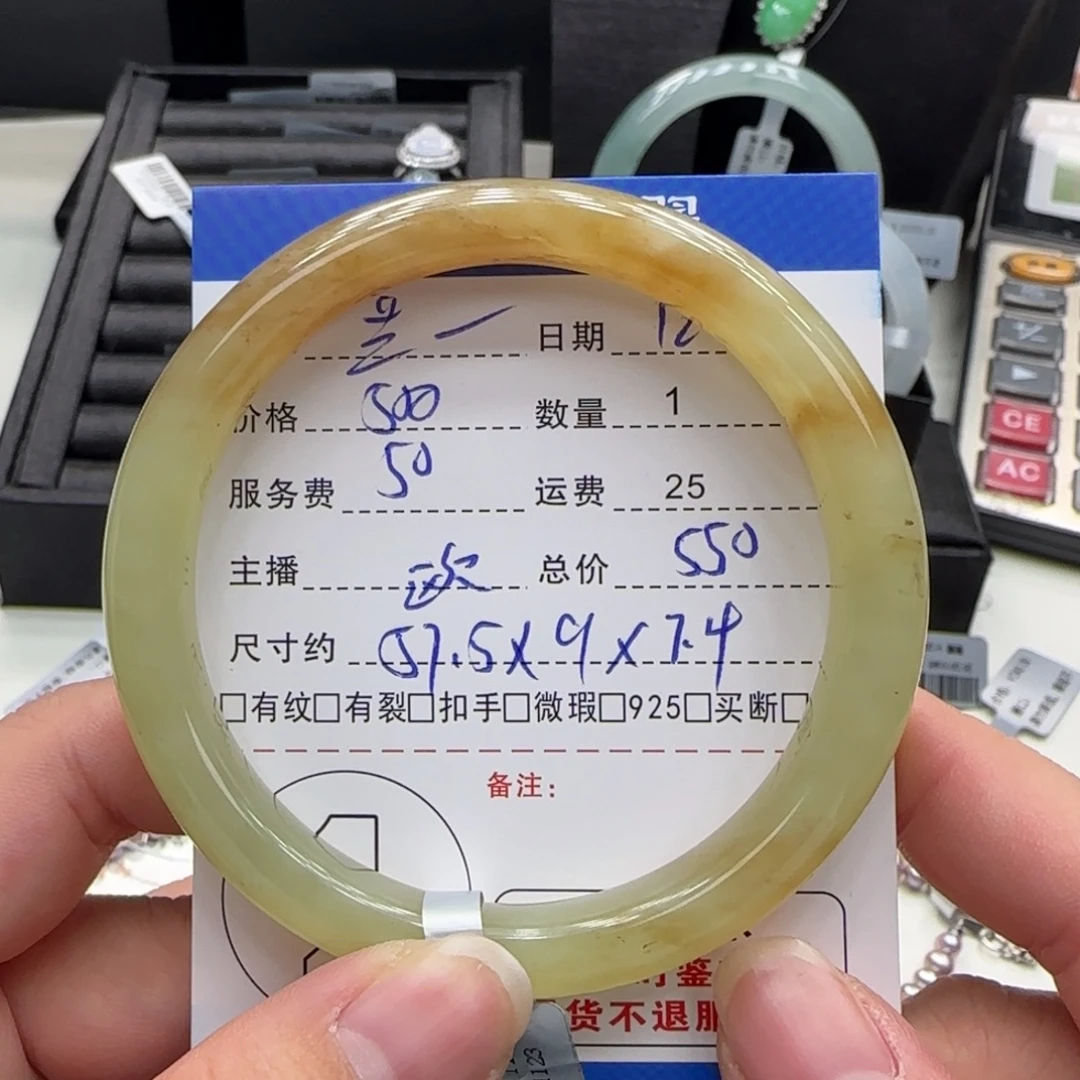 日期 12
价格 500 数量 1
服务费 50 运费 25
主播 总价 550
尺寸约 57.5x9x7.4
□有纹□有裂□扣手□微瑕□925□买断□
备注:
货不退
CE
AC